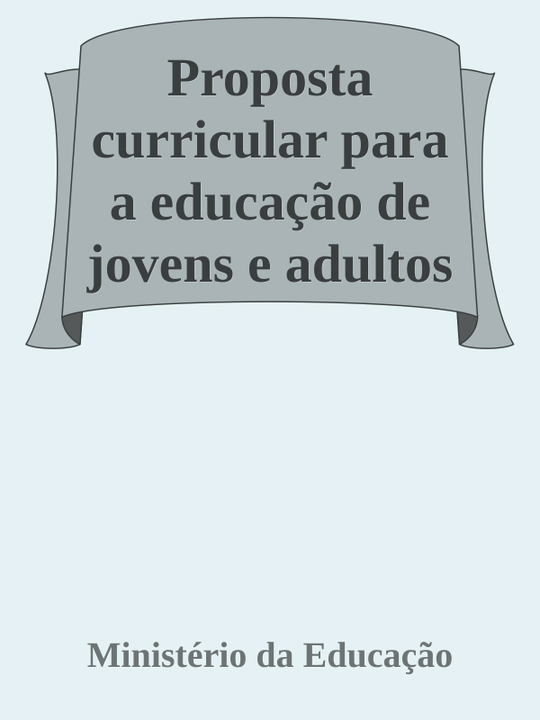 Proposta
curricular para
a educação de
jovens e adultos
Ministério da Educação